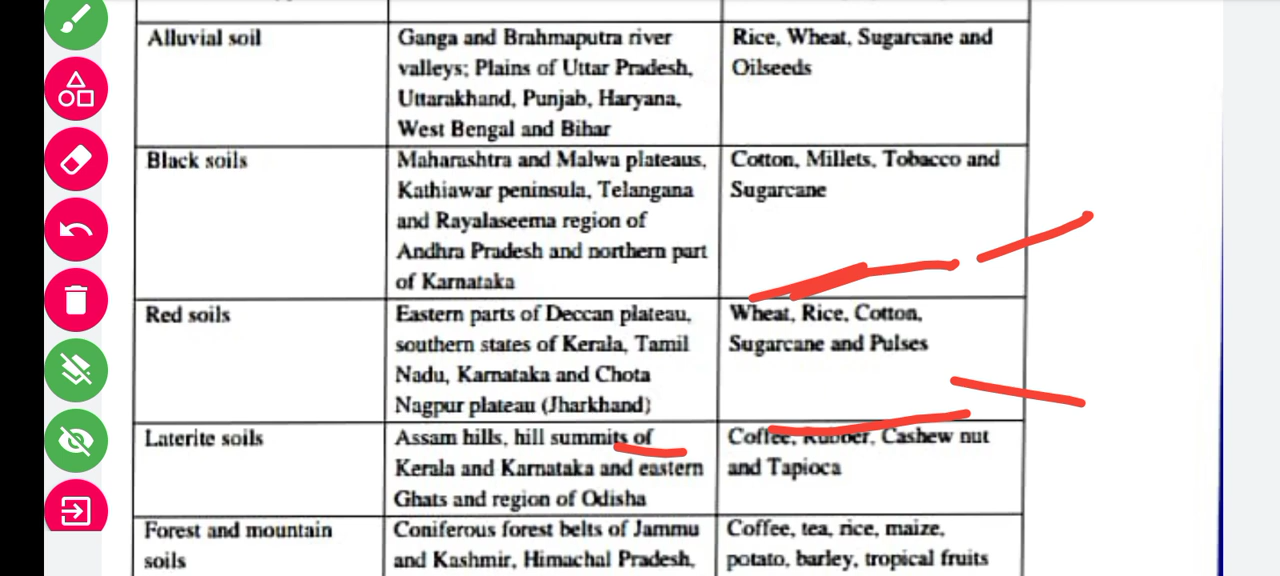 Alluvial soil
Ganga and Brahmaputra river
valleys; Plains of Uttar Pradesh,
Uttarakhand, Punjab, Haryana,
West Bengal and Bihar
Rice, Wheat, Sugarcane and
Oilseeds
Black soils
Maharashtra and Malwa plateaus,
Kathiawar peninsula, Telangana
and Rayalaseema region of
Andhra Pradesh and northern part
of Karnataka
Cotton, Millets, Tobacco and
Sugarcane
Red soils
Eastern parts of Deccan plateau,
southern states of Kerala, Tamil
Nadu, Karnataka and Chota
Nagpur plateau (Jharkhand)
Wheat, Rice, Cotton,
Sugarcane and Pulses
Laterite soils
Assam hills, hill summits of
Kerala and Karnataka and eastern
Ghats and region of Odisha
Coffee, Rubber, Cashew nut
and Tapioca
Forest and mountain
soils
Coniferous forest belts of Jammu
and Kashmir, Himachal Pradesh,
Coffee, tea, rice, maize,
potato, barley, tropical fruits